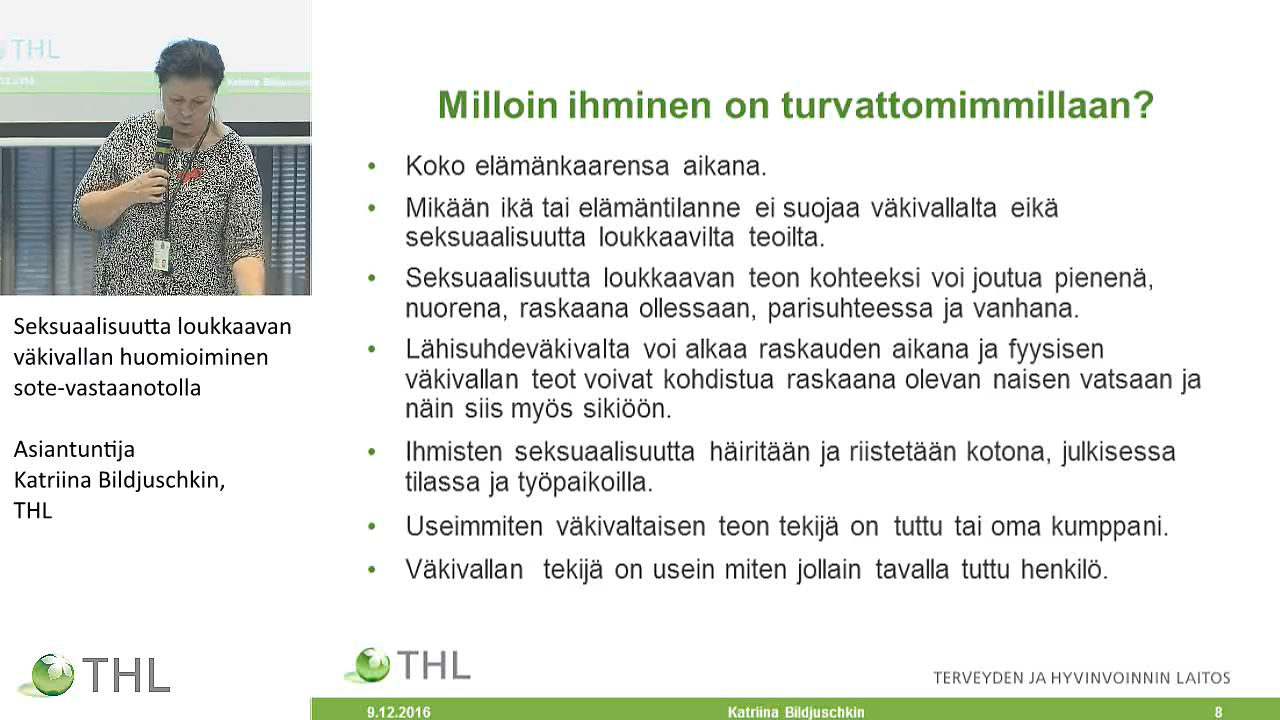 THL
Katriina Bildjuschkin
Seksuaalisuutta loukkaavan
väkivallan huomioiminen
sote-vastaanotolla
Asiantuntija
Katriina Bildjuschkin,
THL
THL
Milloin ihminen on turvattomimmillaan?
• Koko elämänkaarensa aikana.
• Mikään ikä tai elämäntilanne ei suojaa väkivallalta eikä
seksuaalisuutta loukkaavilta teoilta.
• Seksuaalisuutta loukkaavan teon kohteeksi voi joutua pienenä,
nuorena, raskaana ollessaan, parisuhteessa ja vanhana.
• Lähisuhdeväkivalta voi alkaa raskauden aikana ja fyysisen
väkivallan teot voivat kohdistua raskaana olevan naisen vatsaan ja
näin siis myös sikiöön.
• Ihmisten seksuaalisuutta häiritään ja riistetään kotona, julkisessa
tilassa ja työpaikoilla.
• Useimmiten väkivaltaisen teon tekijä on tuttu tai oma kumppani.
• Väkivallan tekijä on usein miten jollain tavalla tuttu henkilö.
THL
TERVEYDEN JA HYVINVOINNIN LAITOS
9.12.2016 Katriina Bildjuschkin 8